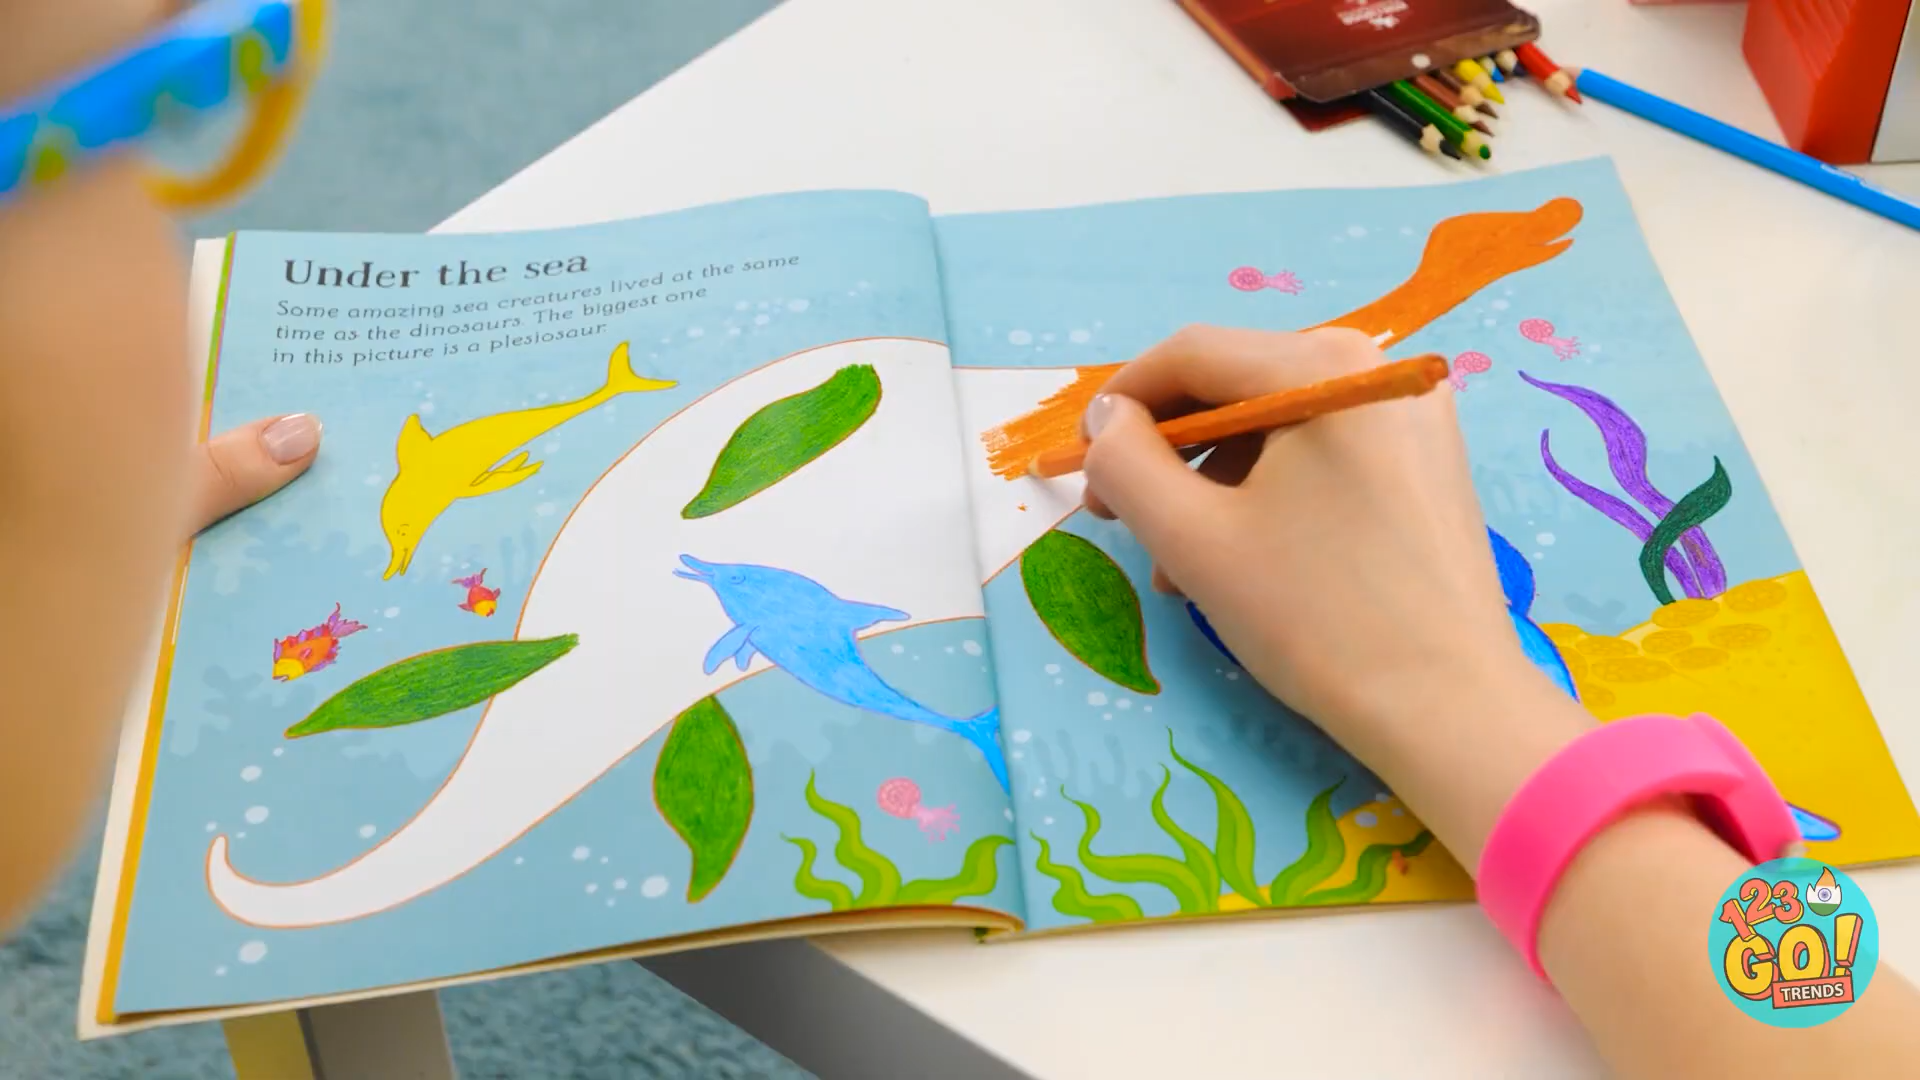 Under the sea
Some amazing sea creatures lived at the same
time as the dinosaurs. The biggest one
in this picture is a plesiosaur.
123
GO!
TRENDS